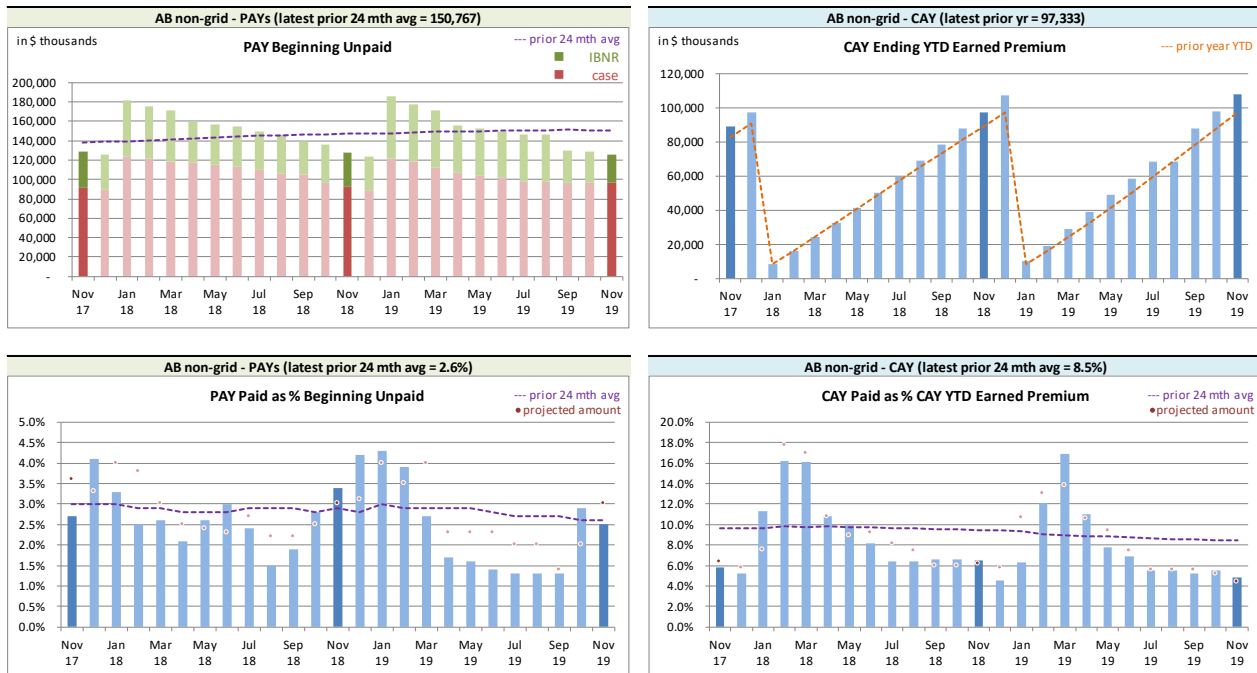 AB non-grid - PAYs (latest prior 24 mth avg = 150,767)
in $ thousands
PAY Beginning Unpaid
--- prior 24 mth avg
IBNR
case
200,000
180,000
160,000
140,000
120,000
100,000
80,000
60,000
40,000
20,000
-
Nov Jan Mar May Jul Sep Nov Jan Mar May Jul Sep Nov
17 18 18 18 18 18 18 19 19 19 19 19 19
AB non-grid - CAY (latest prior yr = 97,333)
in $ thousands
CAY Ending YTD Earned Premium
--- prior year YTD
120,000
100,000
80,000
60,000
40,000
20,000
-
Nov Jan Mar May Jul Sep Nov Jan Mar May Jul Sep Nov
17 18 18 18 18 18 18 19 19 19 19 19 19
AB non-grid - PAYs (latest prior 24 mth avg = 2.6%)
PAY Paid as % Beginning Unpaid
--- prior 24 mth avg
•projected amount
5.0%
4.5%
4.0%
3.5%
3.0%
2.5%
2.0%
1.5%
1.0%
0.5%
0.0%
Nov Jan Mar May Jul Sep Nov Jan Mar May Jul Sep Nov
17 18 18 18 18 18 18 19 19 19 19 19 19
AB non-grid - CAY (latest prior 24 mth avg = 8.5%)
CAY Paid as % CAY YTD Earned Premium
--- prior 24 mth avg
•projected amount
20.0%
18.0%
16.0%
14.0%
12.0%
10.0%
8.0%
6.0%
4.0%
2.0%
0.0%
Nov Jan Mar May Jul Sep Nov Jan Mar May Jul Sep Nov
17 18 18 18 18 18 18 19 19 19 19 19 19